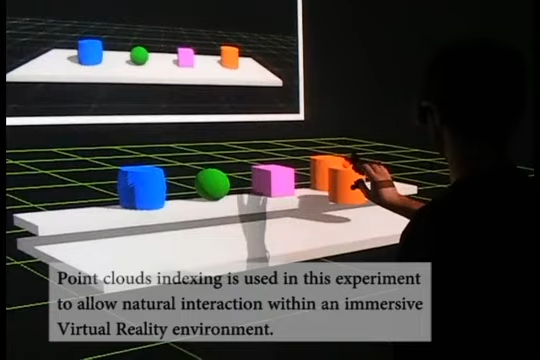 Point clouds indexing is used in this experiment
to allow natural interaction within an immersive
Virtual Reality environment.